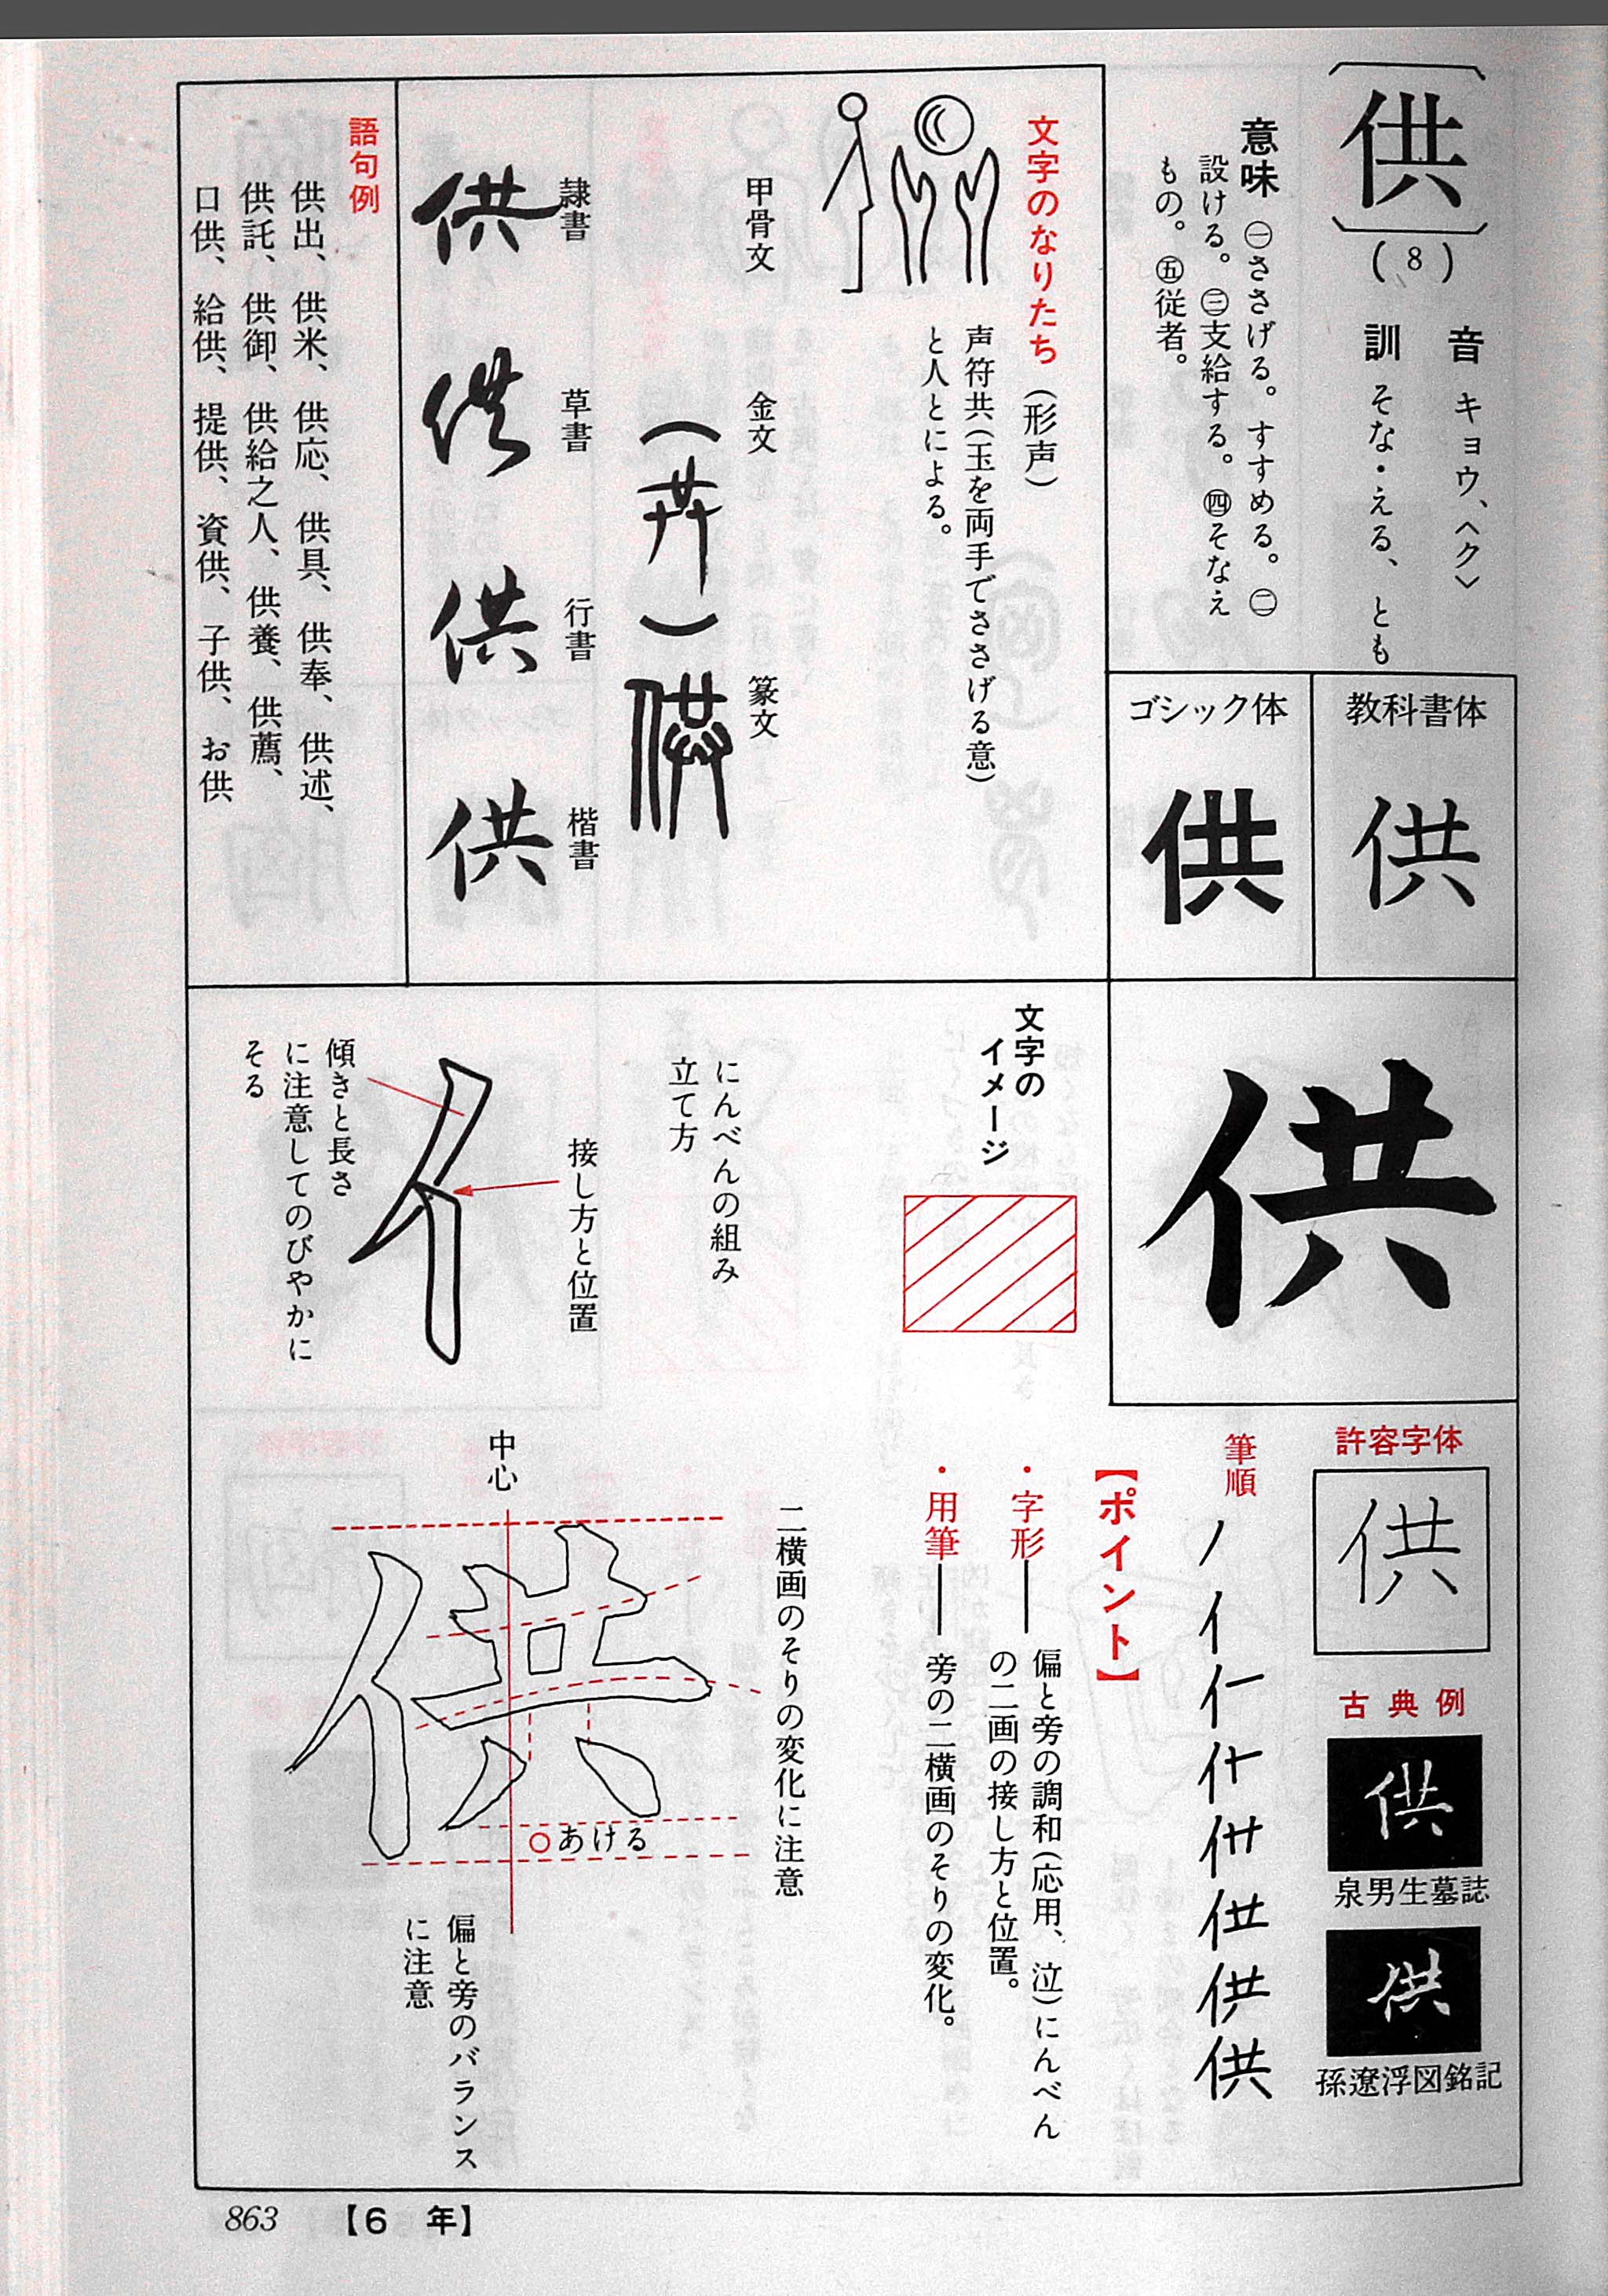 〔供〕(8)
音 キョウ、〈ク〉
訓 そな・える、とも
意味 ㊀ささげる。すすめる。㊁
設ける。㊂支給する。㊃そなえ
もの。㊄従者。
教科書体
供
ゴシック体
供
供
許容字体
供
古典例
供
泉男生墓誌
供
孫遼浮図銘記
筆順
ノ 亻 供
文字のなりたち (形声)
声符共(玉を両手でささげる意)
と人とによる。
甲骨文
金文
篆文
供
隷書
供
草書
供
行書
供
楷書
供
語句例
供出、供米、供応、供具、供奉、供述、
供託、供御、供給之人、供養、供薦、
口供、給供、提供、資供、子供、お供
文字の
イメージ
にんべんの組み
立て方
接し方と位置
傾きと長さ
に注意してのびやかに
そる
【ポイント】
・字形——偏と旁の調和(応用、泣)にんべん
の二画の接し方と位置。
・用筆——旁の二横画のそりの変化。
二横画のそりの変化に注意
中心
○あける
偏と旁のバランス
に注意
863 【6 年】